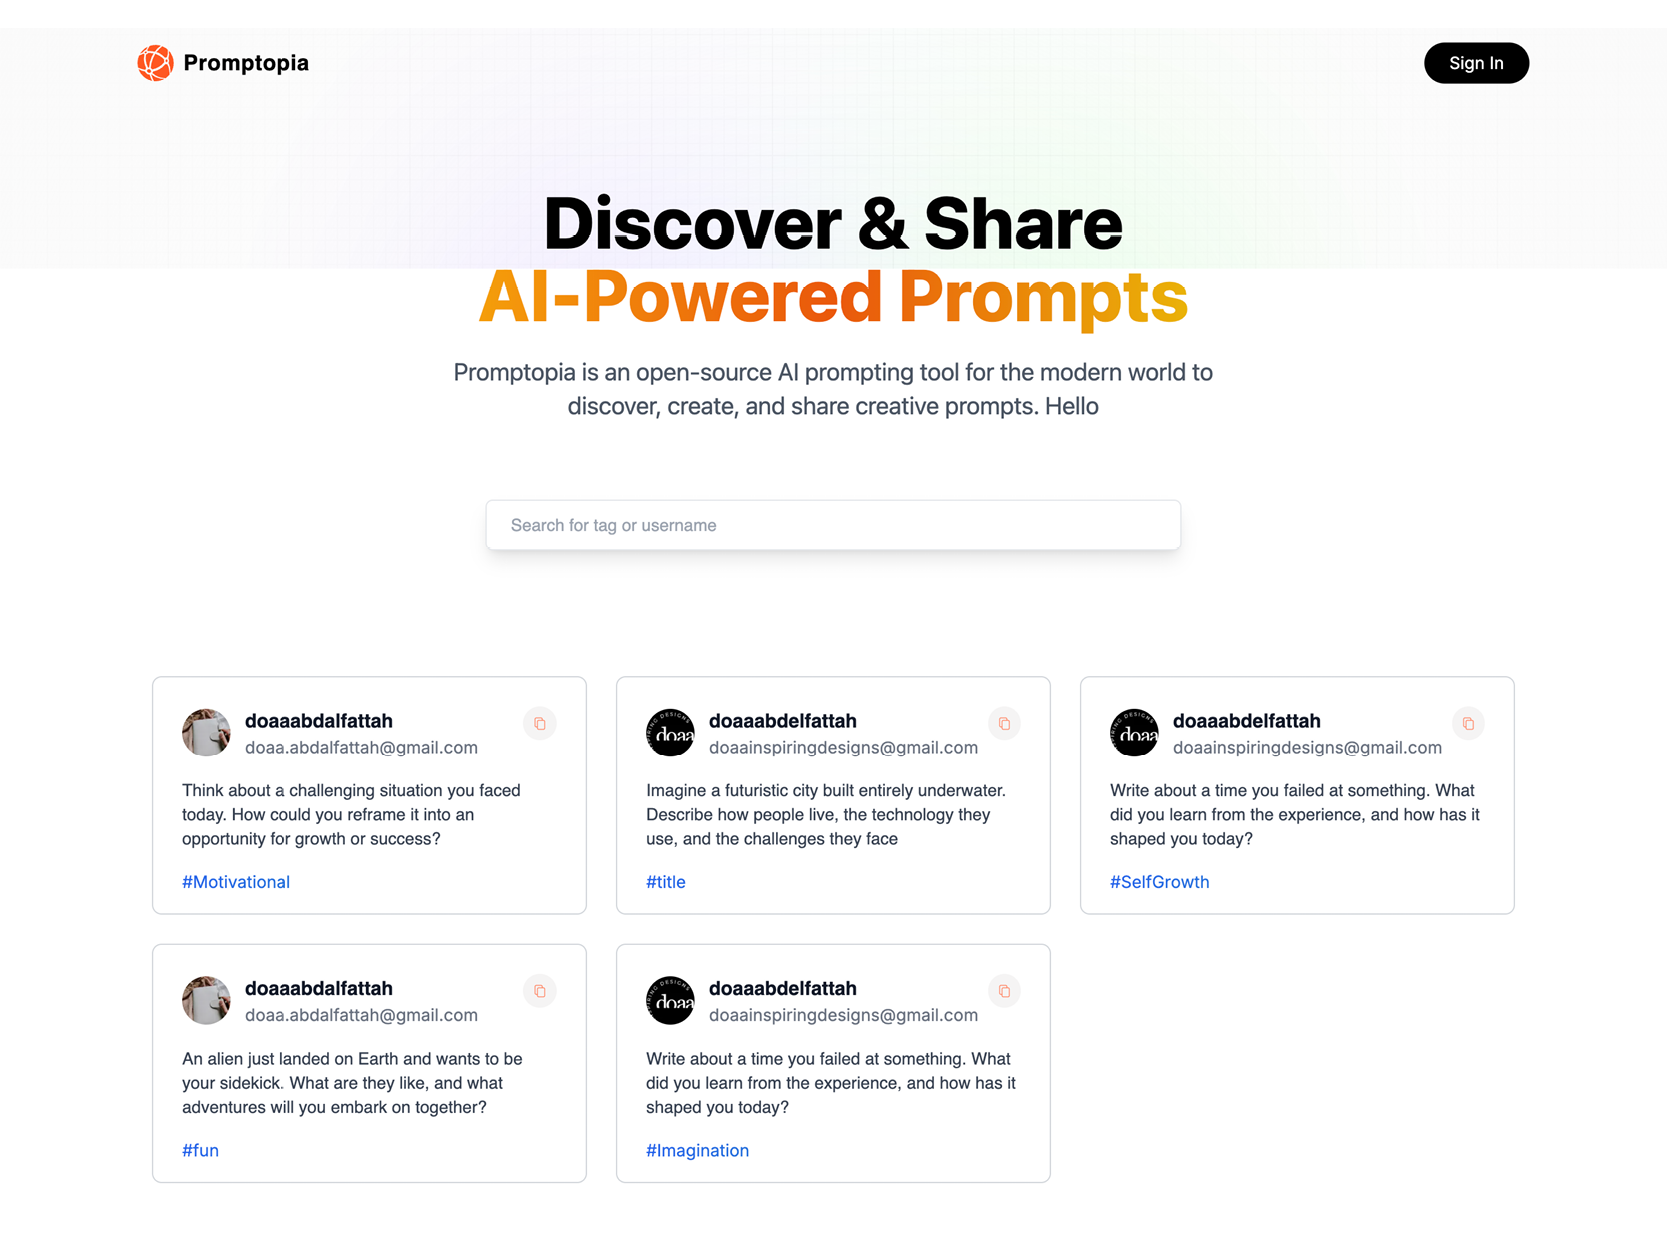 Promptopia
Sign In
Discover & Share
AI-Powered Prompts
Promptopia is an open-source AI prompting tool for the modern world to
discover, create, and share creative prompts. Hello
Search for tag or username
doaaabdalfattah
doaa.abdalfattah@gmail.com
Think about a challenging situation you faced
today. How could you reframe it into an
opportunity for growth or success?
#Motivational
doaa
doaaabdelfattah
doaainspiringdesigns@gmail.com
Imagine a futuristic city built entirely underwater.
Describe how people live, the technology they
use, and the challenges they face
#title
doaa
doaaabdelfattah
doaainspiringdesigns@gmail.com
Write about a time you failed at something. What
did you learn from the experience, and how has it
shaped you today?
#SelfGrowth
doaaabdalfattah
doaa.abdalfattah@gmail.com
An alien just landed on Earth and wants to be
your sidekick. What are they like, and what
adventures will you embark on together?
#fun
doaa
doaaabdelfattah
doaainspiringdesigns@gmail.com
Write about a time you failed at something. What
did you learn from the experience, and how has it
shaped you today?
#Imagination